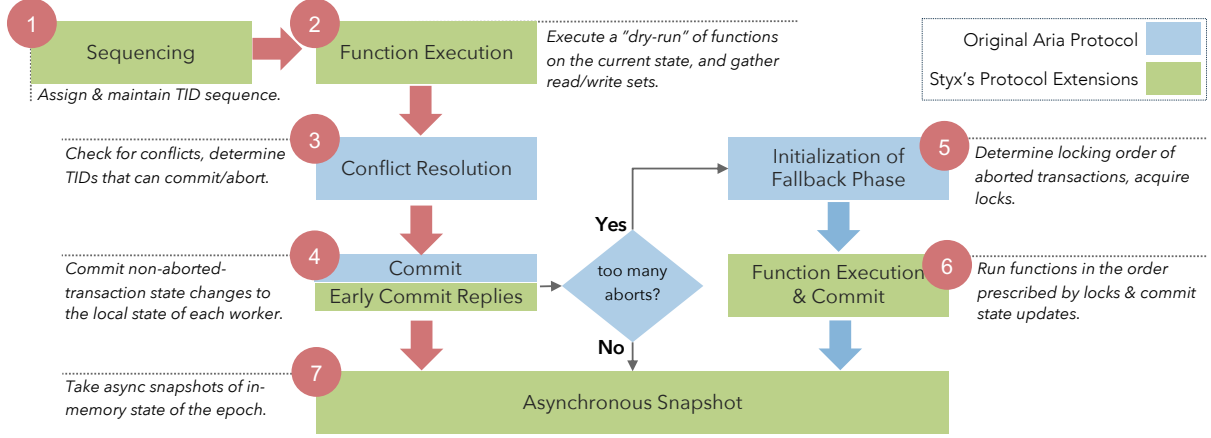 1
Sequencing
Assign & maintain TID sequence.
2
Function Execution
Execute a "dry-run" of functions
on the current state, and gather
read/write sets.
Original Aria Protocol
Styx's Protocol Extensions
3
Conflict Resolution
Check for conflicts, determine
TIDs that can commit/abort.
4
Commit
Early Commit Replies
Commit non-aborted-
transaction state changes to
the local state of each worker.
too many
aborts?
Yes
No
5
Initialization of
Fallback Phase
Determine locking order of
aborted transactions, acquire
locks.
6
Function Execution
& Commit
Run functions in the order
prescribed by locks & commit
state updates.
7
Asynchronous Snapshot
Take async snapshots of in-
memory state of the epoch.